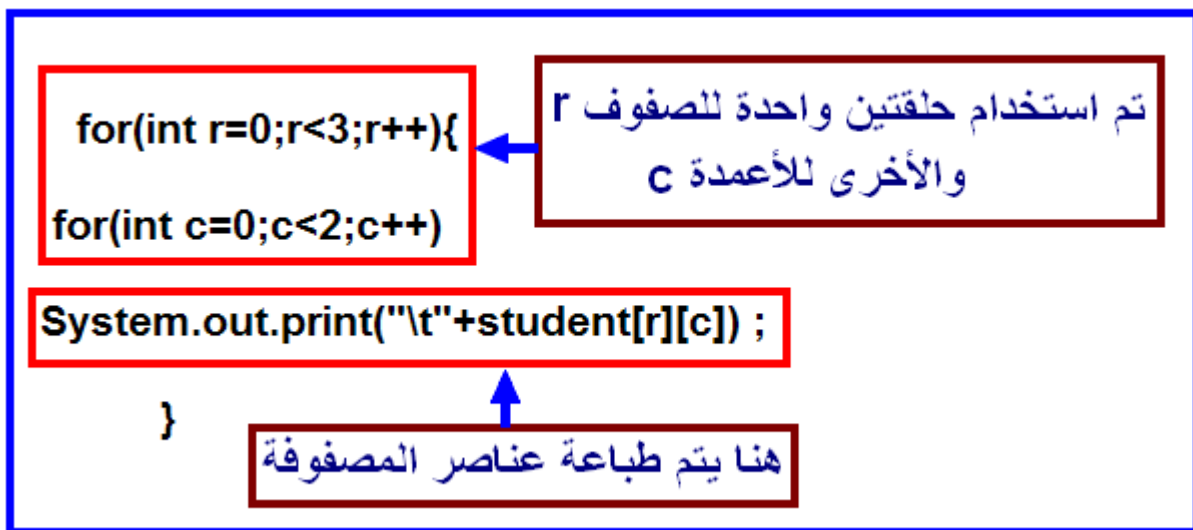 for(int r=0;r<3;r++){
تم استخدام حلقتين واحدة للصفوف r
والأخرى للأعمدة c
for(int c=0;c<2;c++)
System.out.print("\t"+student[r][c]) ;
}
هنا يتم طباعة عناصر المصفوفة